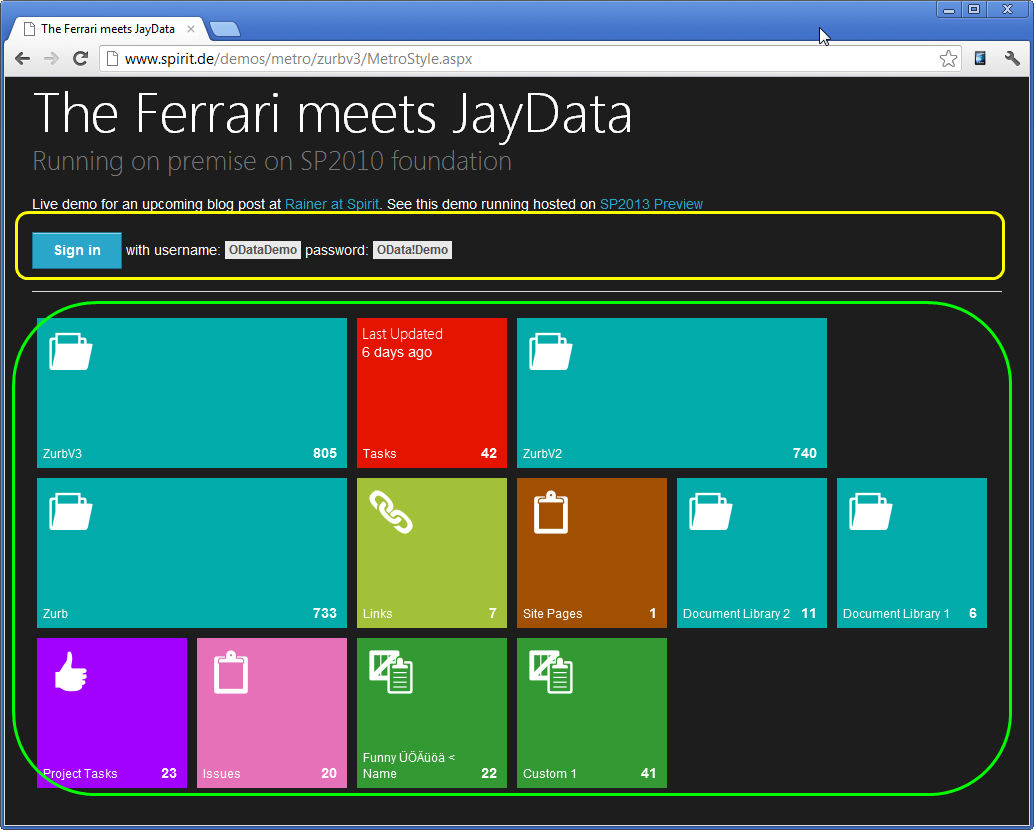 The Ferrari meets JayData
www.spirit.de/demos/metro/zurbv3/MetroStyle.aspx
The Ferrari meets JayData
Running on premise on SP2010 foundation
Live demo for an upcoming blog post at Rainer at Spirit. See this demo running hosted on SP2013 Preview
Sign in with username: ODataDemo password: OData!Demo
ZurbV3 805
Last Updated
6 days ago
Tasks 42
ZurbV2 740
Zurb 733
Links 7
Site Pages 1
Document Library 2 11
Document Library 1 6
Project Tasks 23
Issues 20
Funny ÜÖÄüöä <
Name 22
Custom 1 41